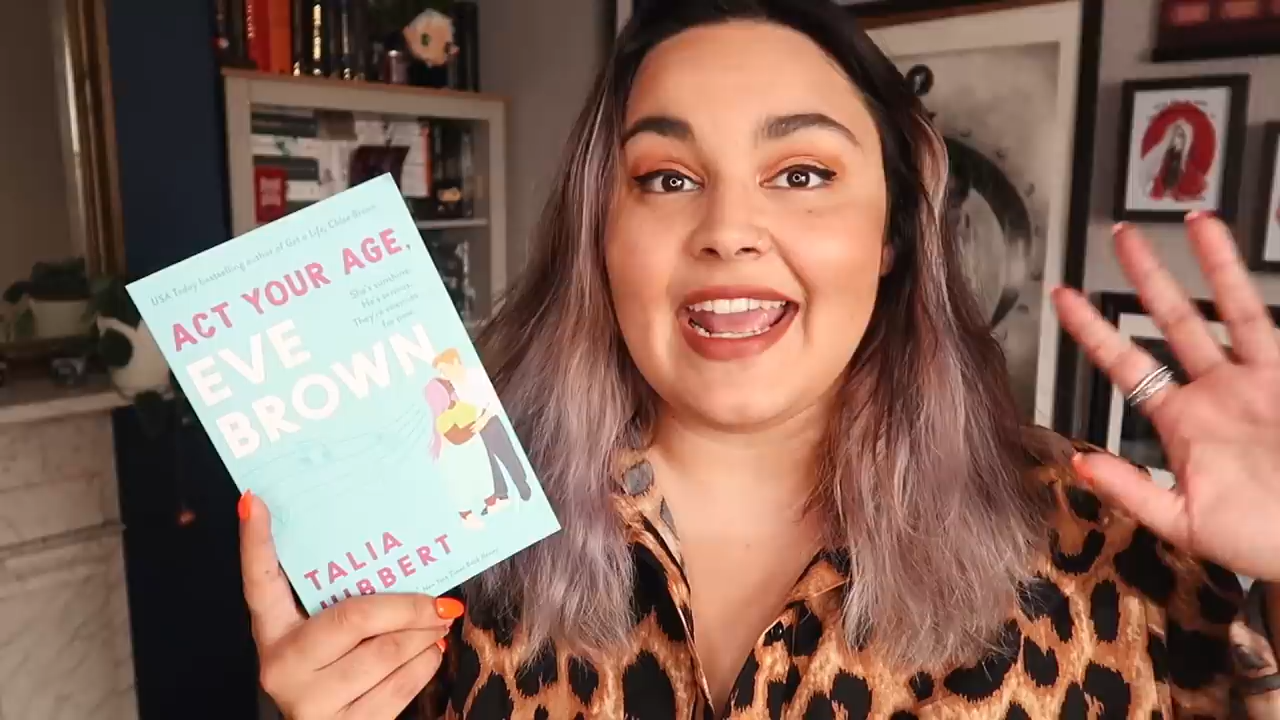 USA Today bestselling author of Get a Life, Chloe Brown
ACT YOUR AGE,
EVE
BROWN
She's sunshine.
He's serious.
They're enemies
for now.
TALIA
HIBBERT